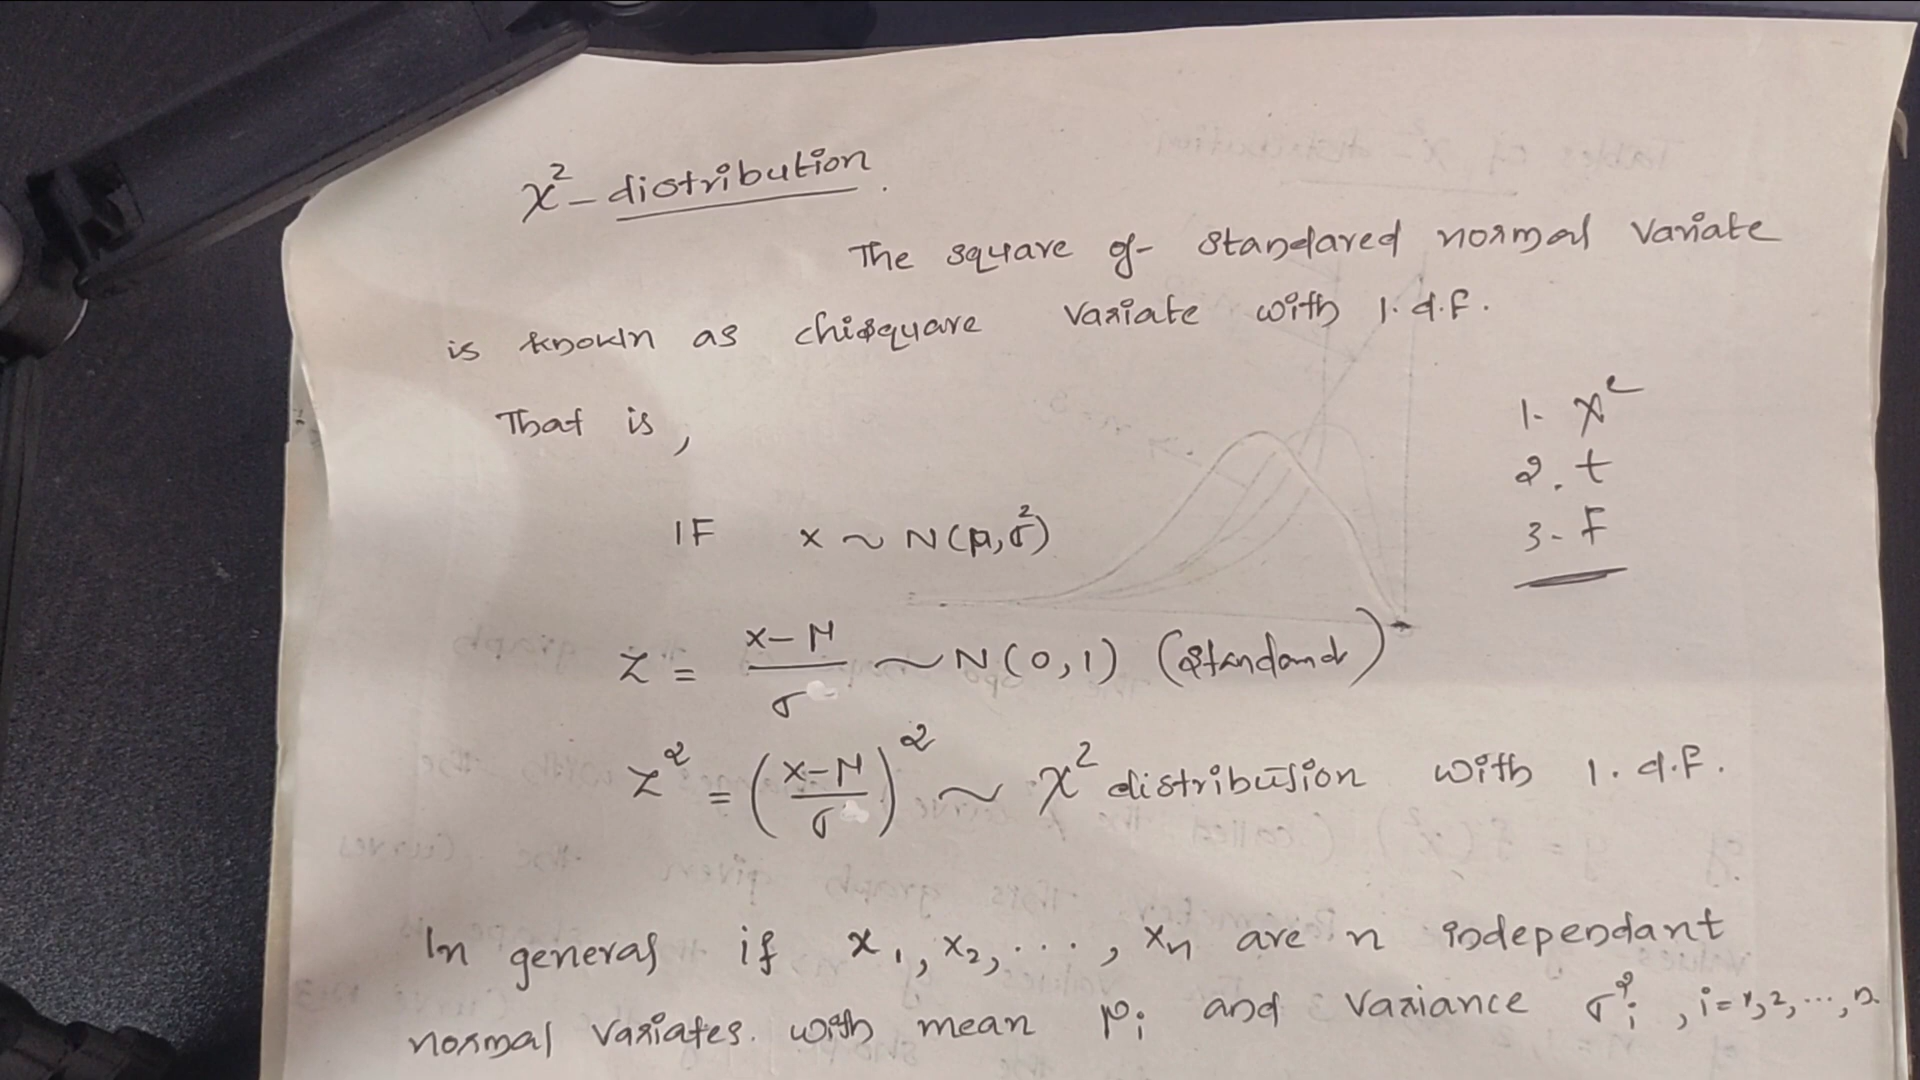 χ² - distribution.
The square of standared normal variate
is known as chisquare variate with 1.d.f.
That is,
1. χ²
2. t
3. F
IF x ~ N(μ,σ²)
Z = x-μ/σ ~ N(0,1) (Standard)
Z² = (x-μ/σ)² ~ χ² distribution with 1.d.f.
In general if x₁, x₂, ..., xn are n independant
normal variates. with mean μi and variance σ²i, i=1,2,...,n